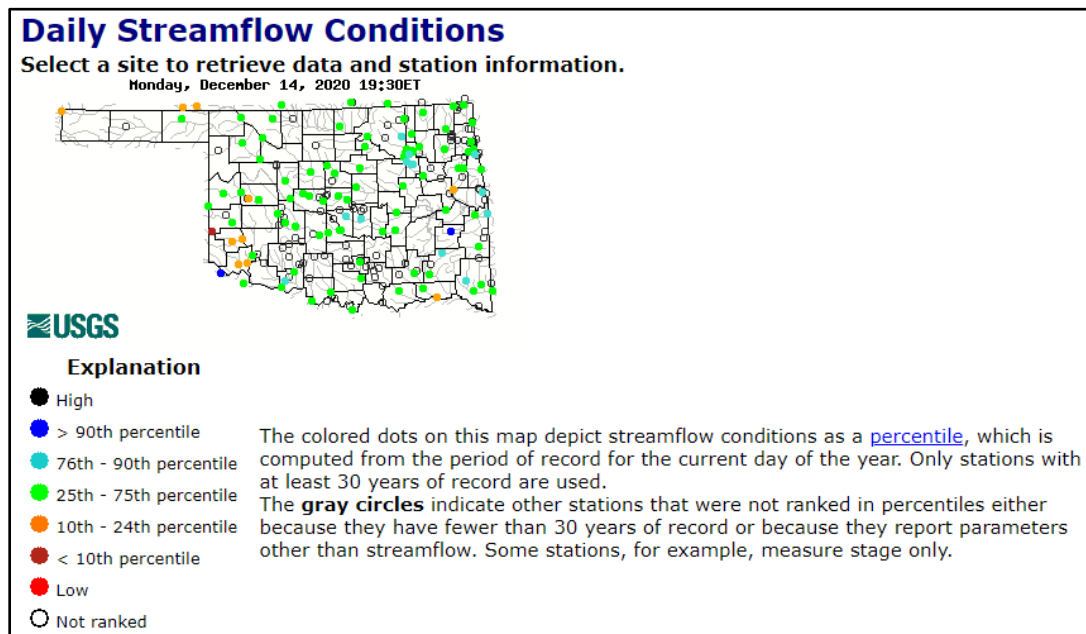 Daily Streamflow Conditions
Select a site to retrieve data and station information.
Monday, December 14, 2020 19:30ET
USGS
Explanation
High
> 90th percentile
76th - 90th percentile
25th - 75th percentile
10th - 24th percentile
< 10th percentile
Low
Not ranked
The colored dots on this map depict streamflow conditions as a percentile, which is
computed from the period of record for the current day of the year. Only stations with
at least 30 years of record are used.
The gray circles indicate other stations that were not ranked in percentiles either
because they have fewer than 30 years of record or because they report parameters
other than streamflow. Some stations, for example, measure stage only.